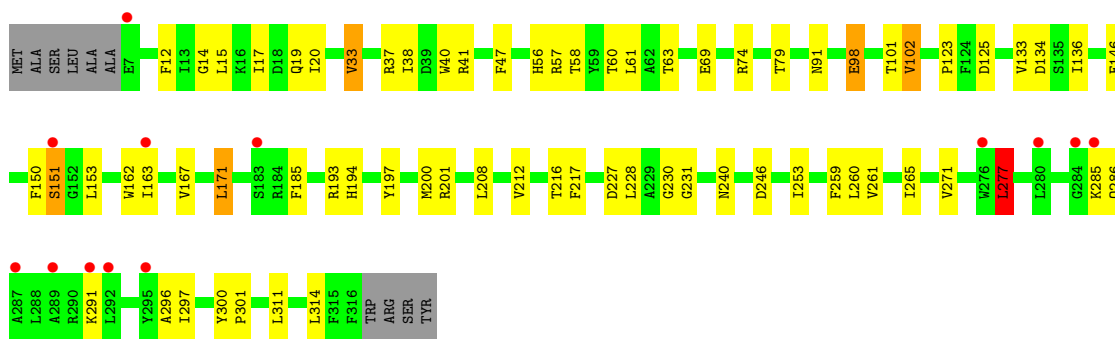 MET ALA SER LEU ALA ALA E7 F12 I13 G14 L15 K16 I17 D18 Q19 I20 V33 R37 I38 D39 W40 R41 F47 H56 R57 T58 Y59 T60 L61 A62 T63 E69 R74 T79 N91 E98 T101 V102 P123 F124 D125 V133 D134 S135 I136
F150 S151 G152 L153 W162 I163 V167 L171 S183 R184 F185 R193 H194 Y197 M200 R201 L208 V212 T216 F217 D227 L228 A229 G230 G231 N240 D246 I253 F259 L260 V261 I265 V271 W276 L277 L280 G284 K285
A287 L288 A289 R290 K291 L292 Y295 A296 I297 Y300 P301 L311 L314 F315 F316 TRP ARG SER TYR